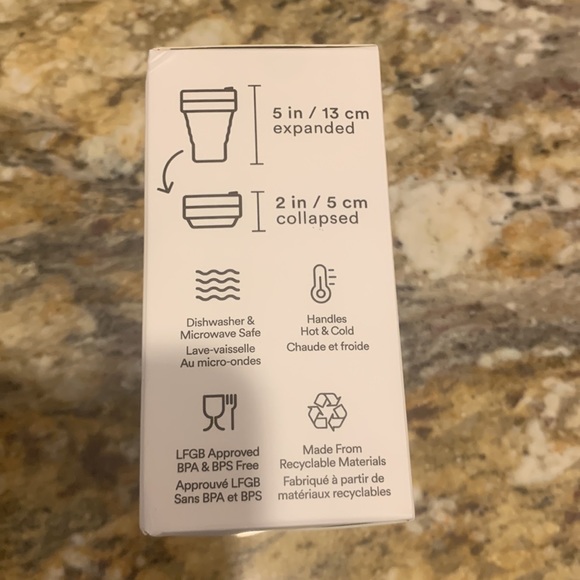 5 in / 13 cm
expanded
2 in / 5 cm
collapsed
Dishwasher &
Microwave Safe
Lave-vaisselle
Au micro-ondes
Handles
Hot & Cold
Chaude et froide
LFGB Approved
BPA & BPS Free
Approuvé LFGB
Sans BPA et BPS
Made From
Recyclable Materials
Fabriqué à partir de
matériaux recyclables